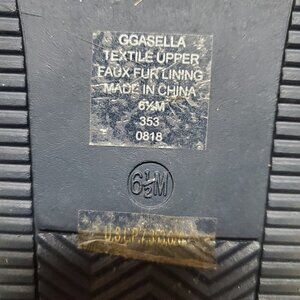 GGASELLA
TEXTILE UPPER
FAUX FUR LINING
MADE IN CHINA
6½M
353
0818
6½M